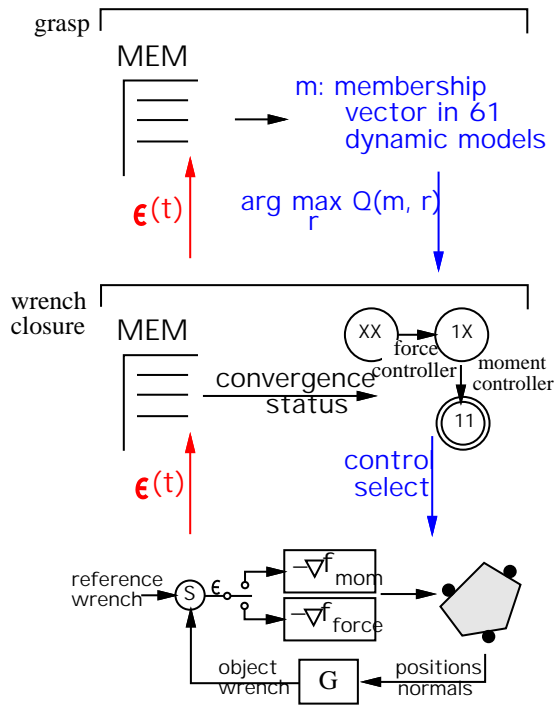 grasp
MEM
m: membership
vector in 61
dynamic models
ϵ(t)
arg max Q(m, r)
r
wrench
closure
MEM
XX
1X
force
controller
moment
controller
convergence
status
11
ϵ(t)
control
select
reference
wrench
S
ϵ
−▽f mom
−▽f force
object
wrench
G
positions
normals